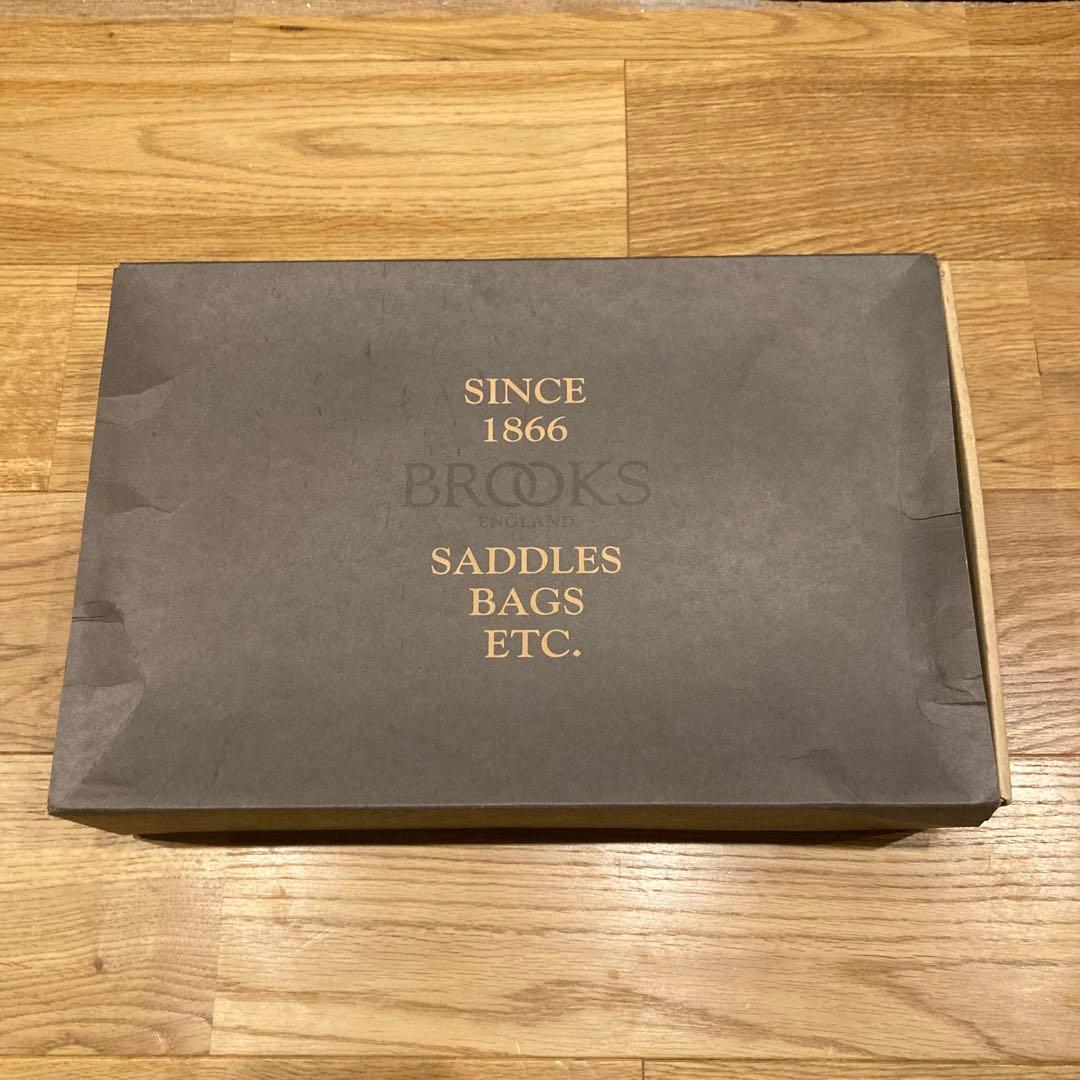 SINCE
1866
BROOKS
ENGLAND
SADDLES
BAGS
ETC.